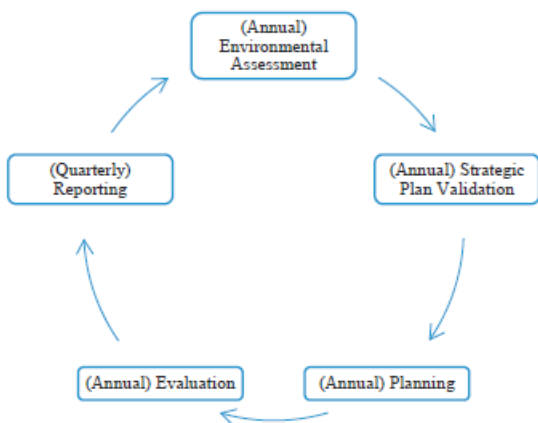 (Annual)
Environmental
Assessment
(Annual) Strategic
Plan Validation
(Annual) Planning
(Annual) Evaluation
(Quarterly)
Reporting